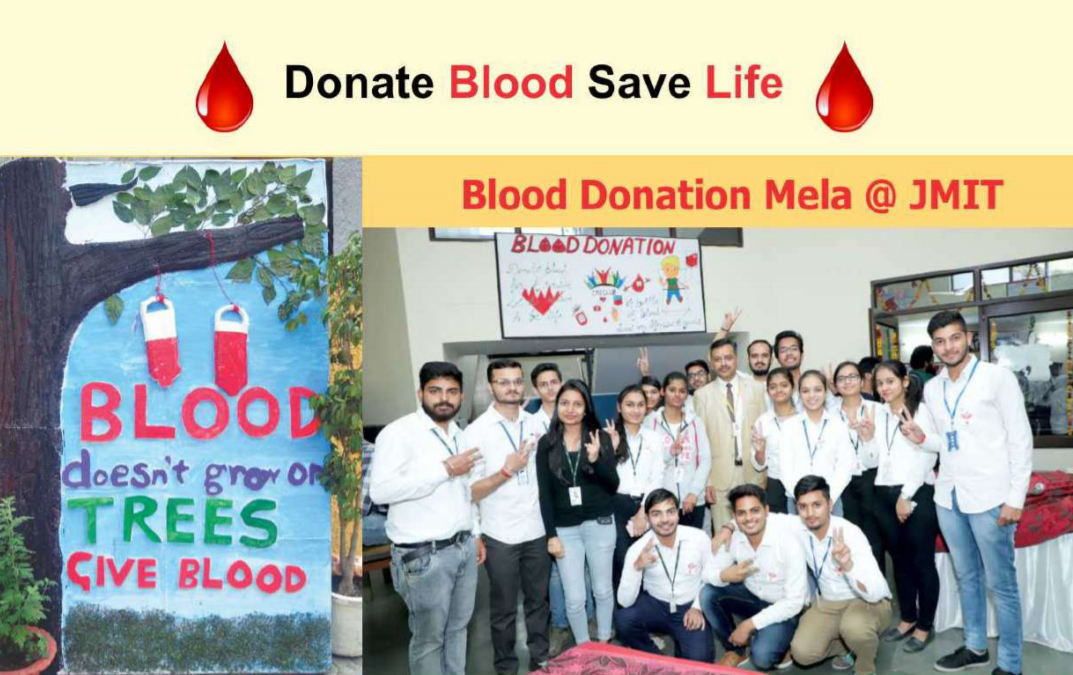 Donate Blood Save Life
Blood Donation Mela @ JMIT
BLOOD DONATION
BLOOD
doesn't grow on
TREES
GIVE BLOOD